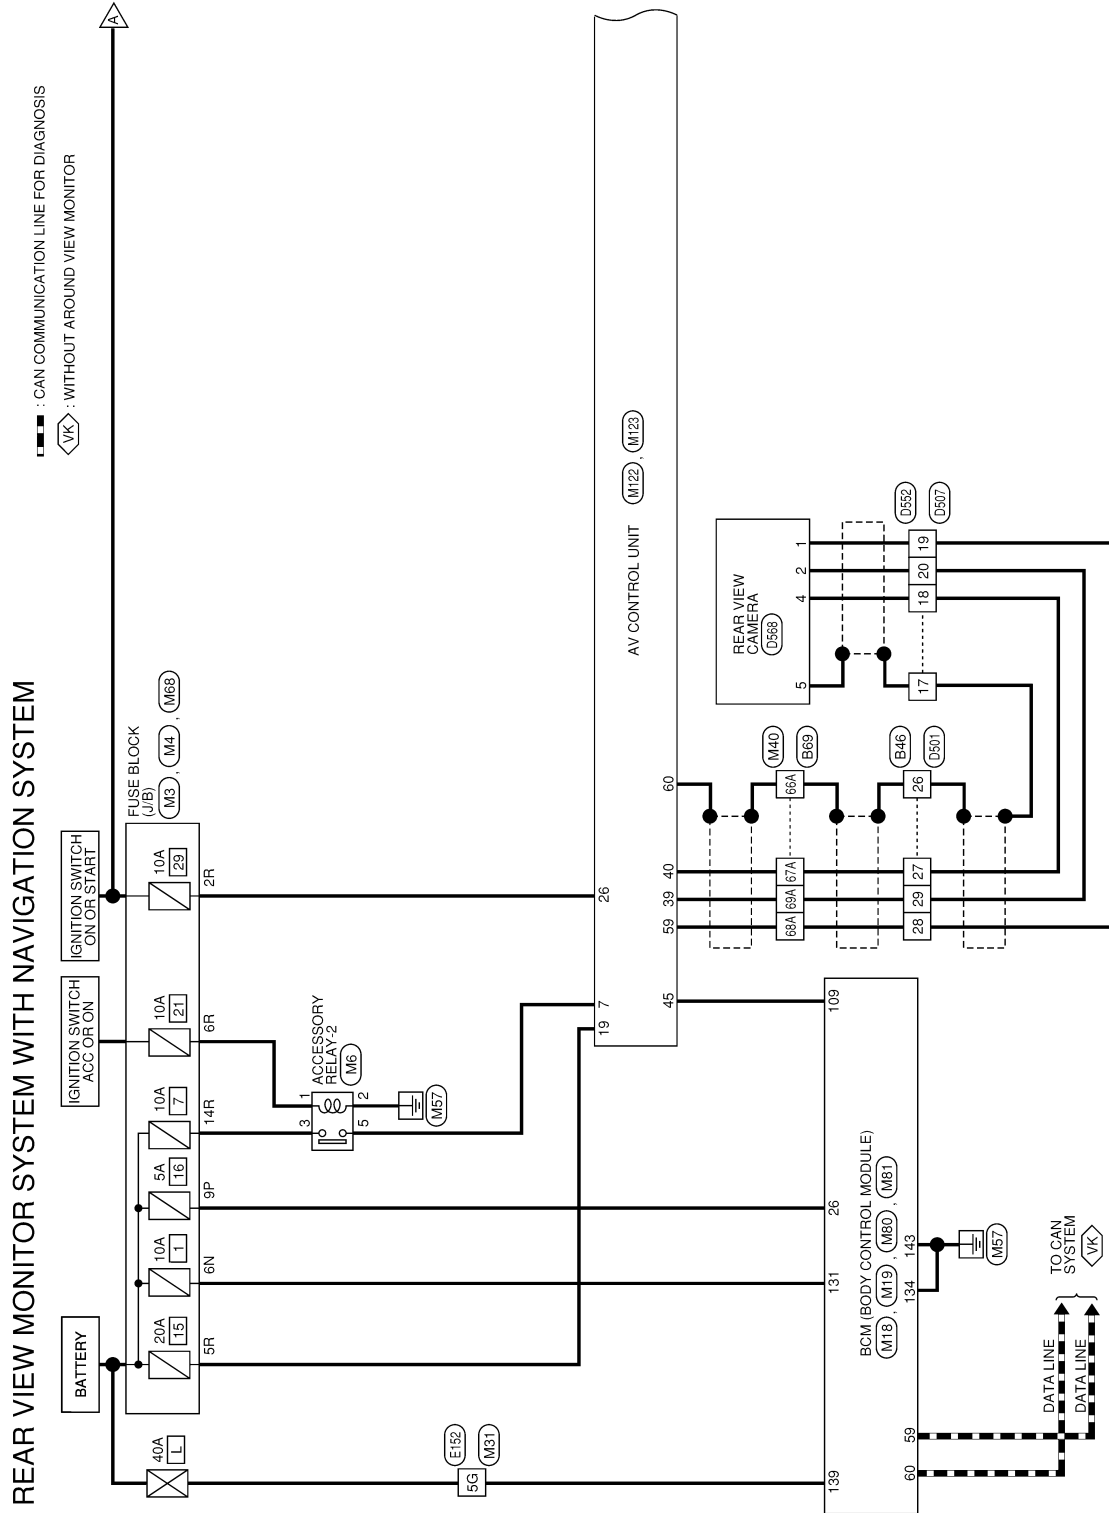 REAR VIEW MONITOR SYSTEM WITH NAVIGATION SYSTEM
: CAN COMMUNICATION LINE FOR DIAGNOSIS
VK : WITHOUT AROUND VIEW MONITOR
A
BATTERY
IGNITION SWITCH
ACC OR ON
IGNITION SWITCH
ON OR START
FUSE BLOCK
(J/B)
M3 , M4 , M68
40A
L
20A
15
10A
1
5A
16
10A
7
10A
21
10A
29
5R
6N
9P
14R
6R
2R
ACCESSORY
RELAY-2
M6
3
1
5
2
M57
E152
5G
M31
19
7
26
AV CONTROL UNIT
M122 , M123
45
59
39
40
60
REAR VIEW
CAMERA
D568
5
4
2
1
M40
68A
69A
67A
66A
B69
B46
28
29
27
26
D501
D552
17
18
20
19
D507
139
131
26
109
BCM (BODY CONTROL MODULE)
M18 , M19 , M80 , M81
60
59
134
143
M57
DATA LINE
DATA LINE
TO CAN
SYSTEM
VK